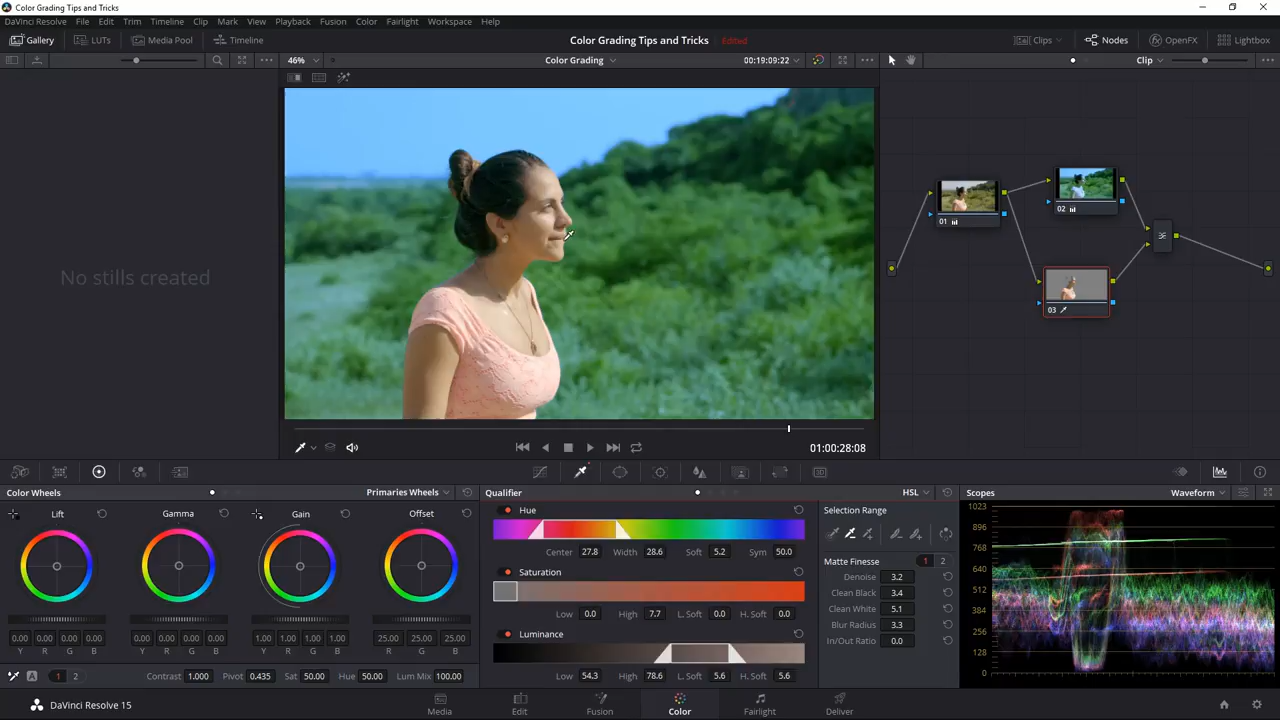 Color Grading Tips and Tricks
DaVinci Resolve File Edit Trim Timeline Clip Mark View Playback Fusion Color Fairlight Workspace Help
Gallery LUTs Media Pool Timeline Color Grading Tips and Tricks Edited Clips Nodes OpenFX Lightbox
46% Color Grading 00:19:09:22 Clip
No stills created
01
02
03
01:00:28:08
Color Wheels Primaries Wheels
Lift Gamma Gain Offset
0.00 0.00 0.00 0.00 0.00 0.00 0.00 0.00 1.00 1.00 1.00 1.00 25.00 25.00 25.00
Y R G B Y R G B Y R G B R G B
A 1 2 Contrast 1.000 Pivot 0.435 Sat 50.00 Hue 50.00 Lum Mix 100.00
Qualifier HSL
Hue
Center 27.8 Width 28.6 Soft 5.2 Sym 50.0
Saturation
Low 0.0 High 7.7 L. Soft 0.0 H. Soft 0.0
Luminance
Low 54.3 High 78.6 L. Soft 5.6 H. Soft 5.6
Selection Range
Matte Finesse 1 2
Denoise 3.2
Clean Black 3.4
Clean White 5.1
Blur Radius 3.3
In/Out Ratio 0.0
Scopes Waveform
1023
896
768
640
512
384
256
128
0
DaVinci Resolve 15 Media Edit Fusion Color Fairlight Deliver